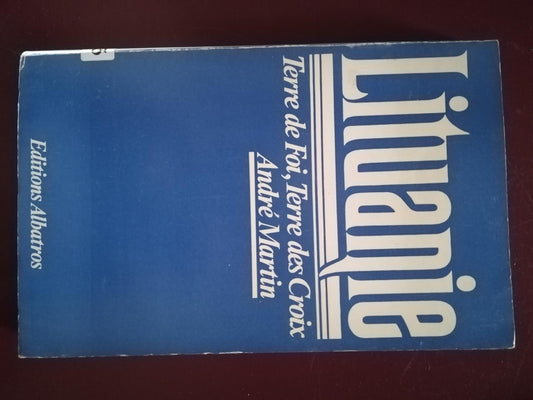 Lituanie
Terre de Foi, Terre des Croix
André Martin
Editions Albatros